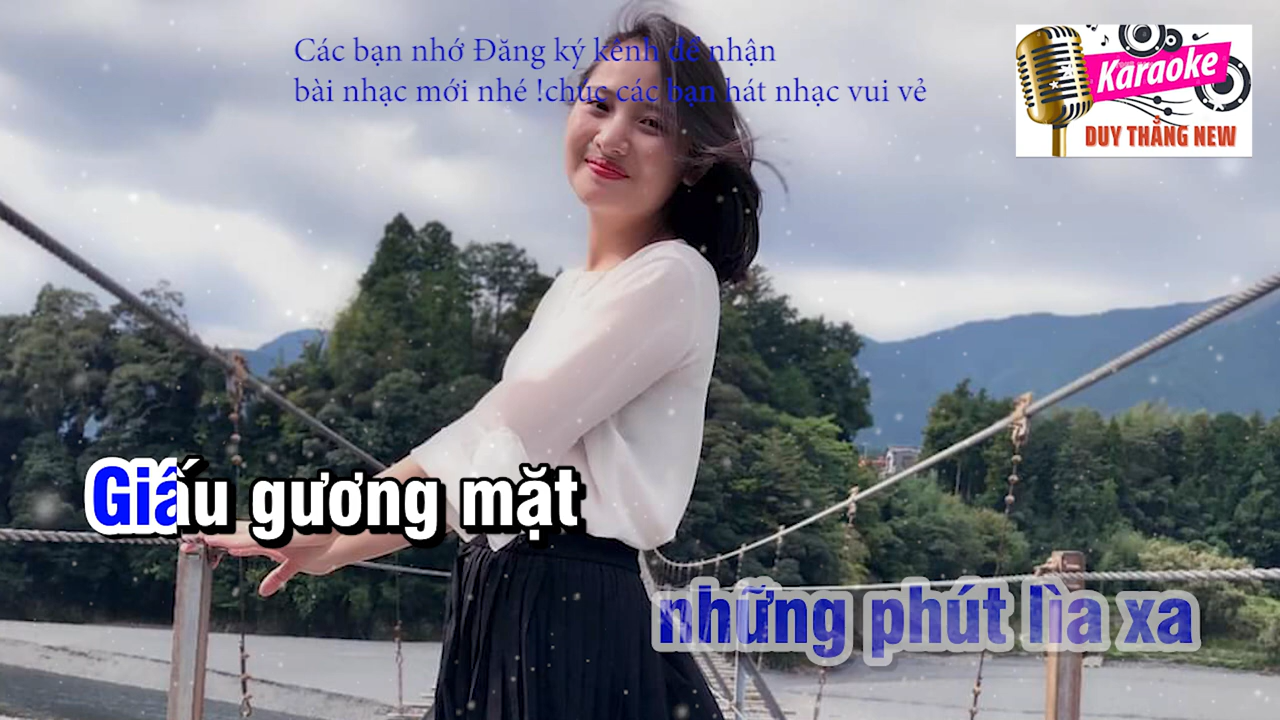 Các bạn nhớ Đăng ký kênh để nhận
bài nhạc mới nhé !chúc các bạn hát nhạc vui vẻ
Karaoke
DUY THẮNG NEW
Giấu gương mặt
những phút lìa xa